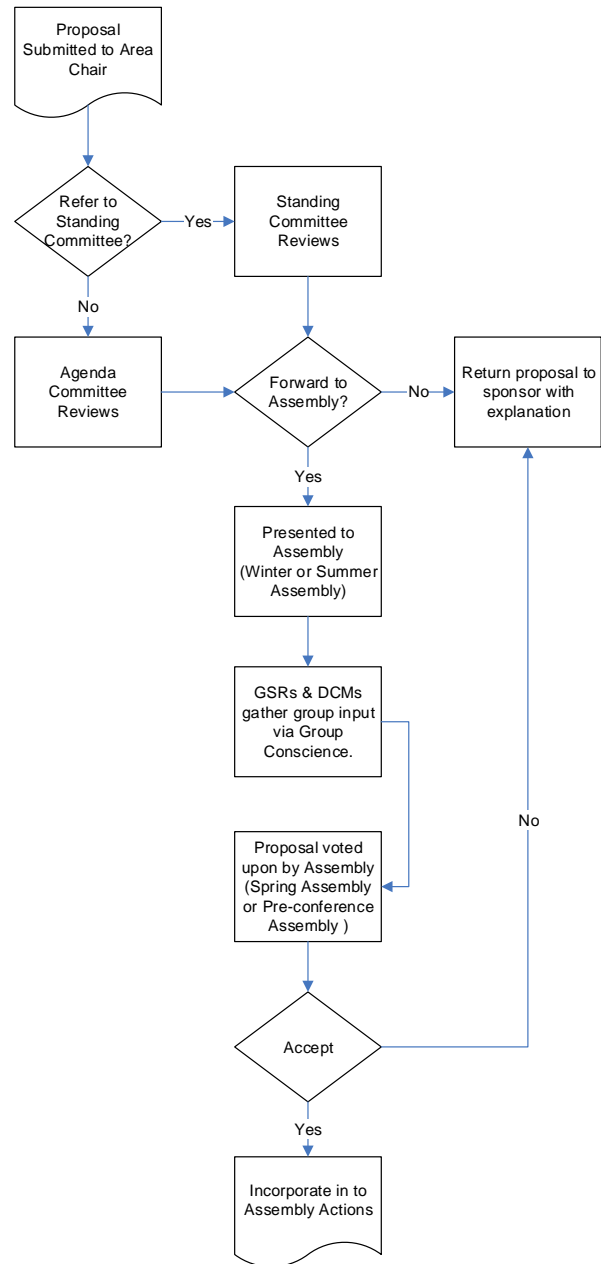 Proposal
Submitted to Area
Chair
Refer to
Standing
Committee?
Yes
Standing
Committee
Reviews
No
Agenda
Committee
Reviews
Forward to
Assembly?
No
Return proposal to
sponsor with
explanation
Yes
Presented to
Assembly
(Winter or Summer
Assembly)
GSRs & DCMs
gather group input
via Group
Conscience.
No
Proposal voted
upon by Assembly
(Spring Assembly
or Pre-conference
Assembly )
Accept
Yes
Incorporate in to
Assembly Actions